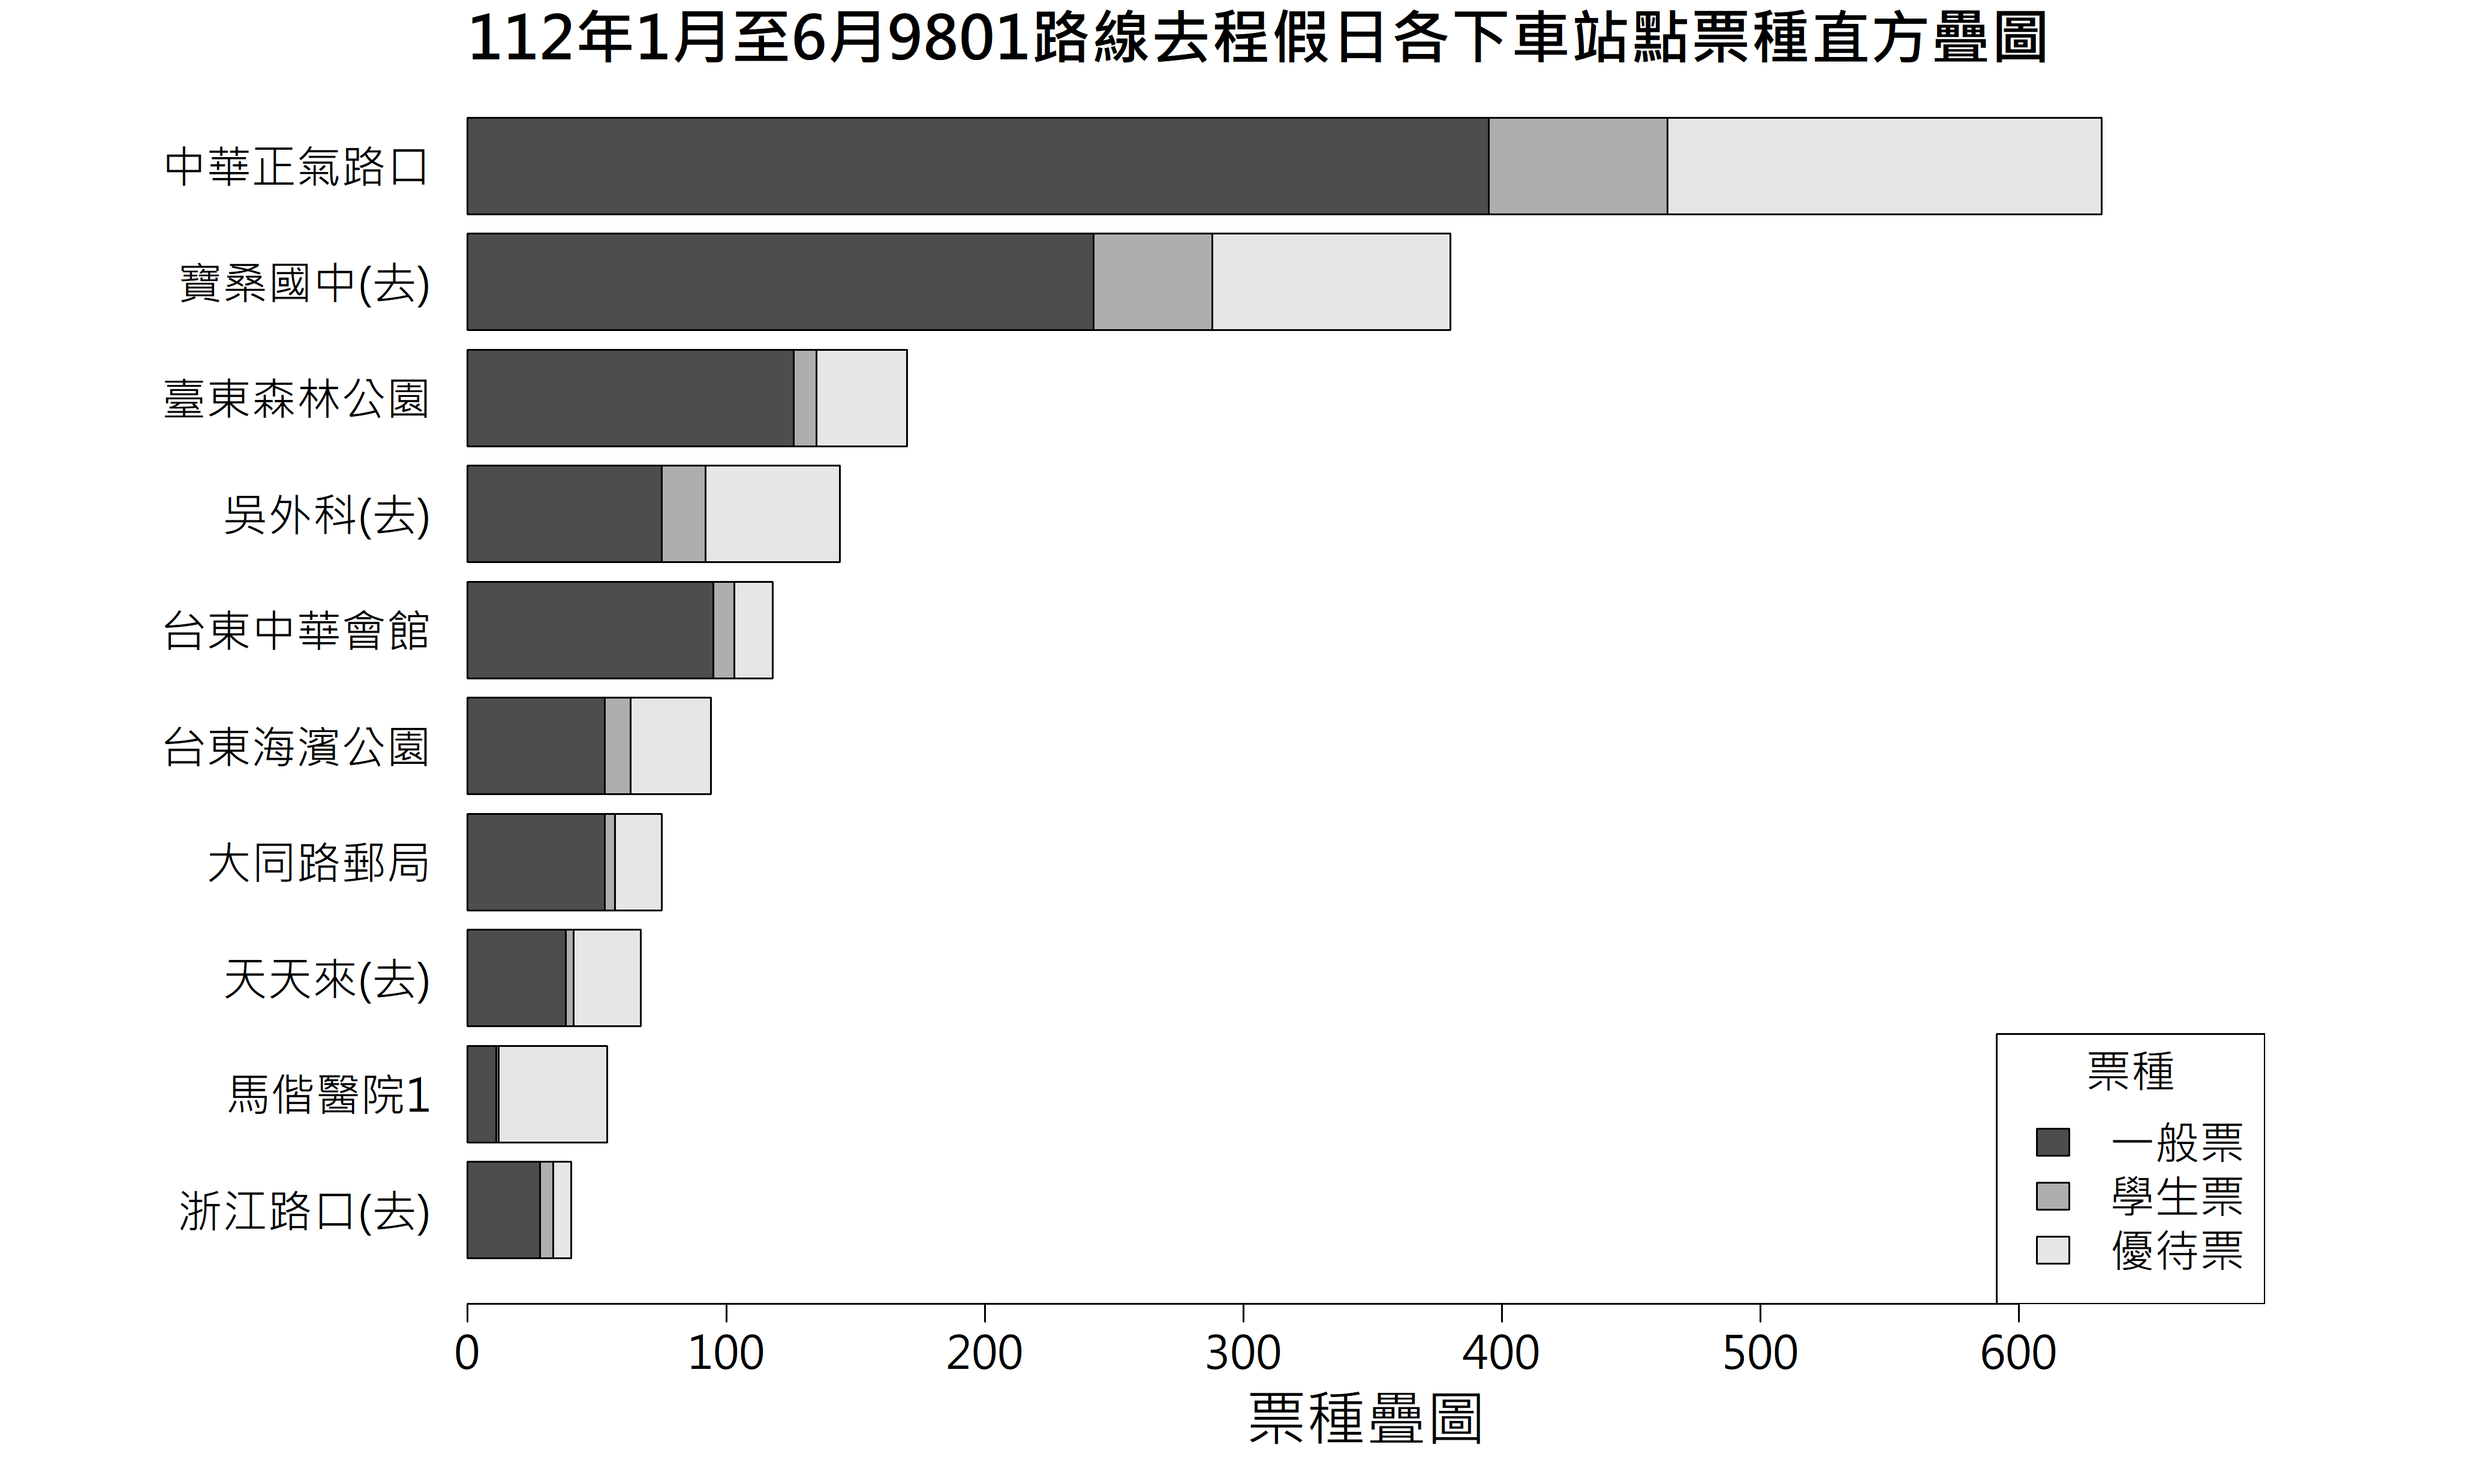 112年1月至6月9801路線去程假日各下車站點票種直方疊圖
中華正氣路口
寶桑國中(去)
臺東森林公園
吳外科(去)
台東中華會館
台東海濱公園
大同路郵局
天天來(去)
馬偕醫院1
浙江路口(去)
票種
一般票
學生票
優待票
0 100 200 300 400 500 600
票種疊圖